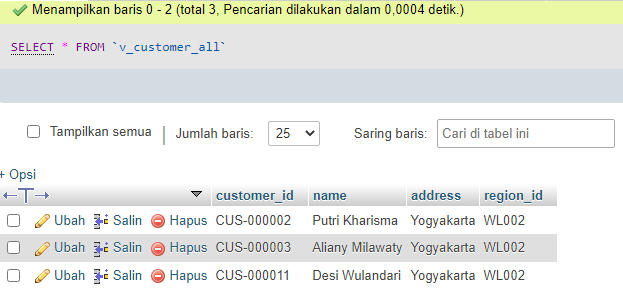 Menampilkan baris 0 - 2 (total 3, Pencarian dilakukan dalam 0,0004 detik.)
SELECT * FROM `v_customer_all`
Tampilkan semua | Jumlah baris: 25 Saring baris: Cari di tabel ini
+ Opsi
←T→ customer_id name address region_id
Ubah Salin Hapus CUS-000002 Putri Kharisma Yogyakarta WL002
Ubah Salin Hapus CUS-000003 Aliany Milawaty Yogyakarta WL002
Ubah Salin Hapus CUS-000011 Desi Wulandari Yogyakarta WL002